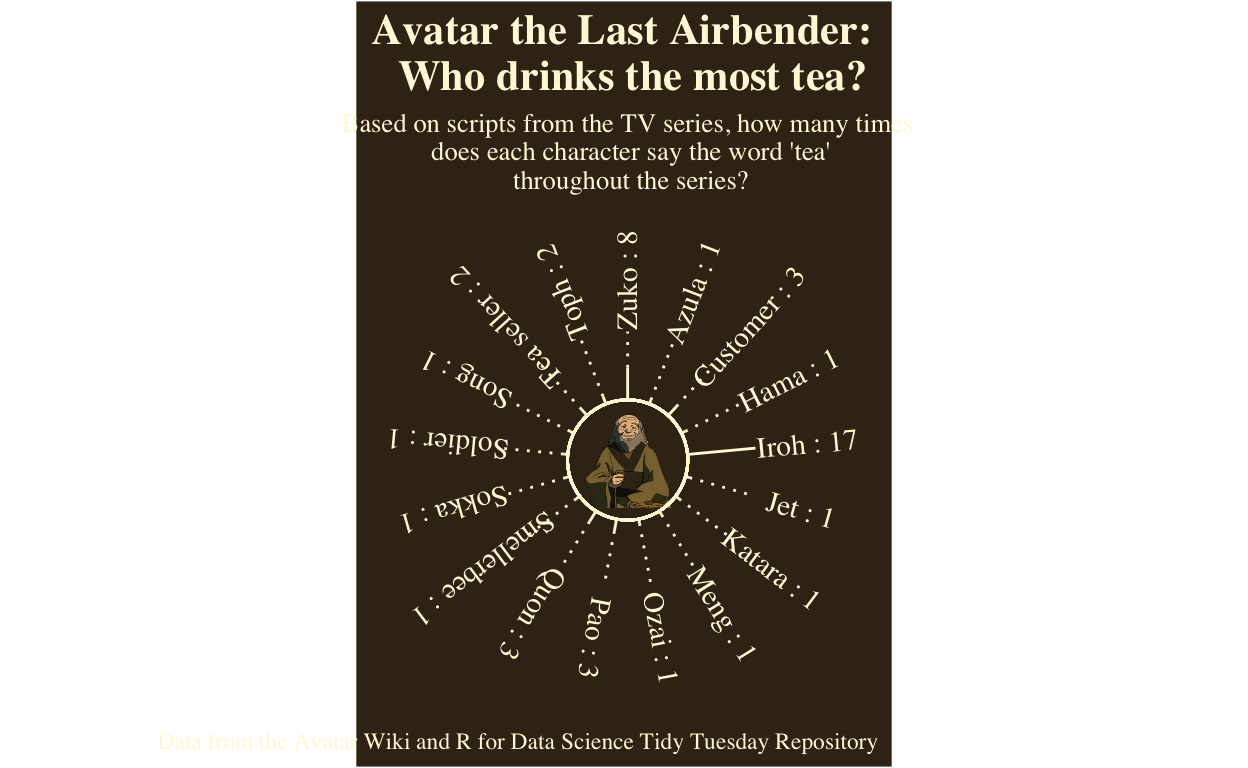 Avatar the Last Airbender:
Who drinks the most tea?
Based on scripts from the TV series, how many times
does each character say the word 'tea'
throughout the series?
Zuko : 8
Azula : 1
Customer : 3
Hama : 1
Iroh : 17
Jet : 1
Katara : 1
Meng : 1
Ozai : 1
Pao : 3
Quon : 3
Smellerbee : 1
Sokka : 1
Soldier : 1
Song : 1
Tea seller : 2
Toph : 2
Data from the Avatar Wiki and R for Data Science Tidy Tuesday Repository